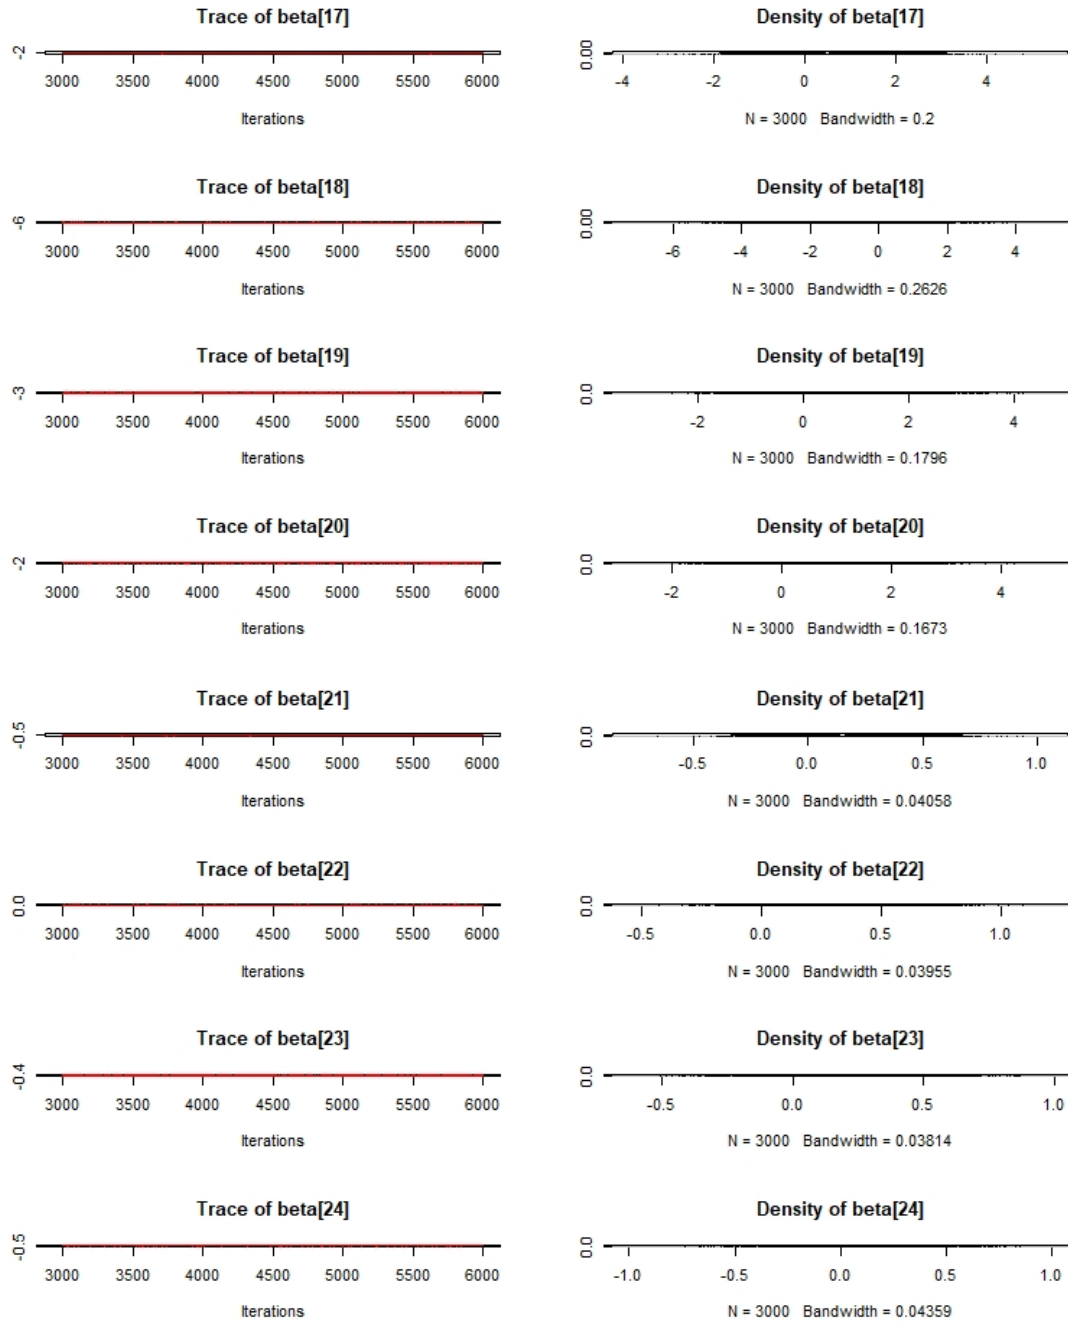 Trace of beta[17] Density of beta[17]
-2 0.00
3000 3500 4000 4500 5000 5500 6000 -4 -2 0 2 4
Iterations N = 3000 Bandwidth = 0.2
Trace of beta[18] Density of beta[18]
-6 0.00
3000 3500 4000 4500 5000 5500 6000 -6 -4 -2 0 2 4
Iterations N = 3000 Bandwidth = 0.2626
Trace of beta[19] Density of beta[19]
-3 0.0
3000 3500 4000 4500 5000 5500 6000 -2 0 2 4
Iterations N = 3000 Bandwidth = 0.1796
Trace of beta[20] Density of beta[20]
-2 0.0
3000 3500 4000 4500 5000 5500 6000 -2 0 2 4
Iterations N = 3000 Bandwidth = 0.1673
Trace of beta[21] Density of beta[21]
-0.5 0.0
3000 3500 4000 4500 5000 5500 6000 -0.5 0.0 0.5 1.0
Iterations N = 3000 Bandwidth = 0.04058
Trace of beta[22] Density of beta[22]
0.0 0.0
3000 3500 4000 4500 5000 5500 6000 -0.5 0.0 0.5 1.0
Iterations N = 3000 Bandwidth = 0.03955
Trace of beta[23] Density of beta[23]
-0.4 0.0
3000 3500 4000 4500 5000 5500 6000 -0.5 0.0 0.5 1.0
Iterations N = 3000 Bandwidth = 0.03814
Trace of beta[24] Density of beta[24]
-0.5 0.0
3000 3500 4000 4500 5000 5500 6000 -1.0 -0.5 0.0 0.5 1.0
Iterations N = 3000 Bandwidth = 0.04359